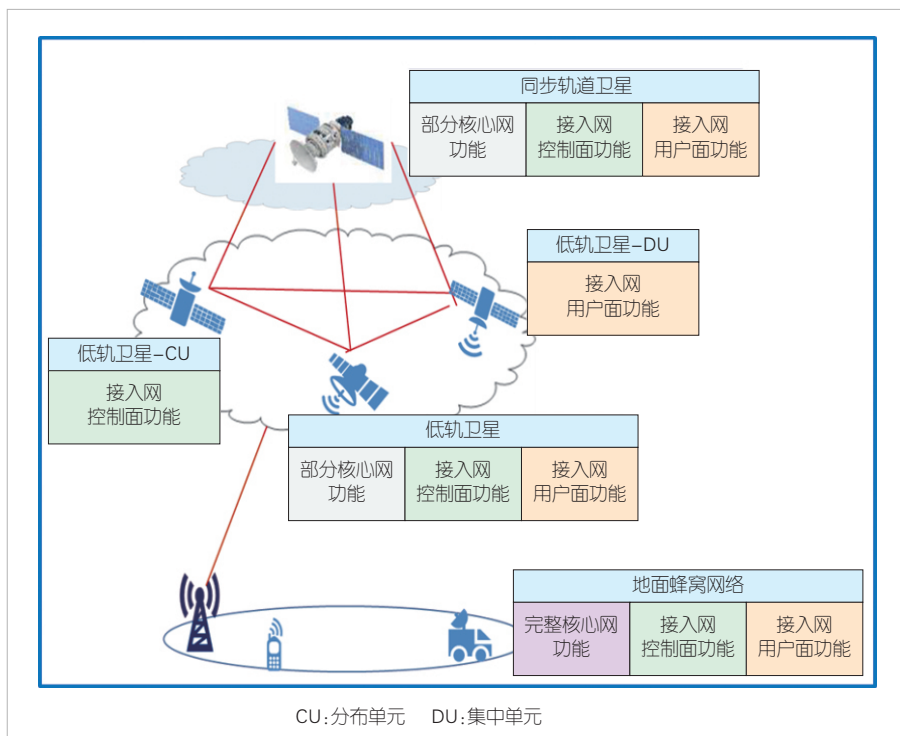 同步轨道卫星
部分核心网
功能
接入网
控制面功能
接入网
用户面功能
低轨卫星-DU
接入网
用户面功能
低轨卫星-CU
接入网
控制面功能
低轨卫星
部分核心网
功能
接入网
控制面功能
接入网
用户面功能
地面蜂窝网络
完整核心网
功能
接入网
控制面功能
接入网
用户面功能
CU:分布单元 DU:集中单元